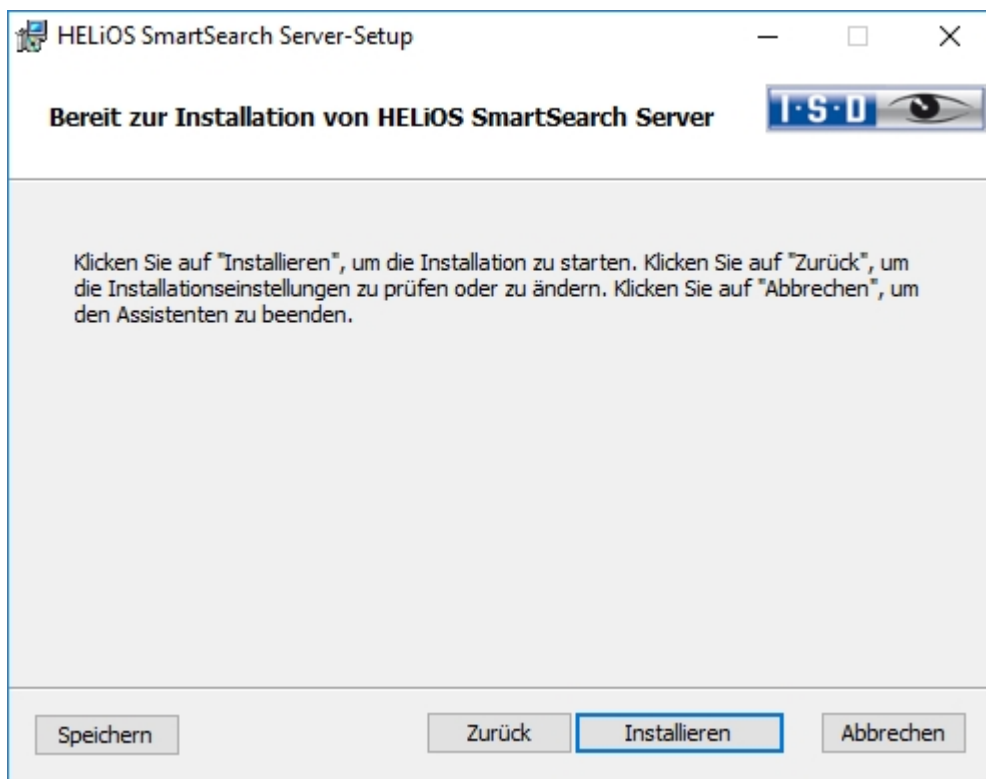 HELiOS SmartSearch Server-Setup
Bereit zur Installation von HELiOS SmartSearch Server
I·S·D
Klicken Sie auf "Installieren", um die Installation zu starten. Klicken Sie auf "Zurück", um
die Installationseinstellungen zu prüfen oder zu ändern. Klicken Sie auf "Abbrechen", um
den Assistenten zu beenden.
Speichern
Zurück
Installieren
Abbrechen